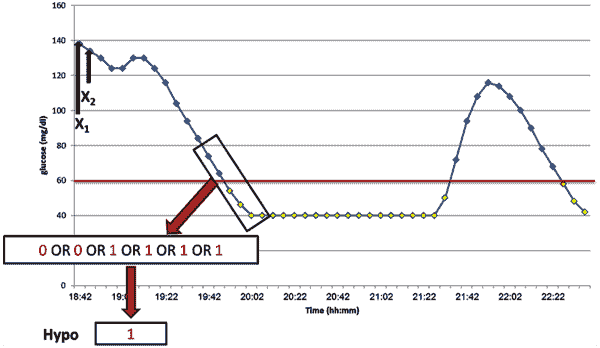 160
140
120
100
80
60
40
0
glucose (mg/dl)
X1
X2
0 OR 0 OR 1 OR 1 OR 1 OR 1
18:42 19:0 19:22 19:42 20:02 20:22 20:42 21:02 21:22 21:42 22:02 22:22
Time (hh:mm)
Hypo 1